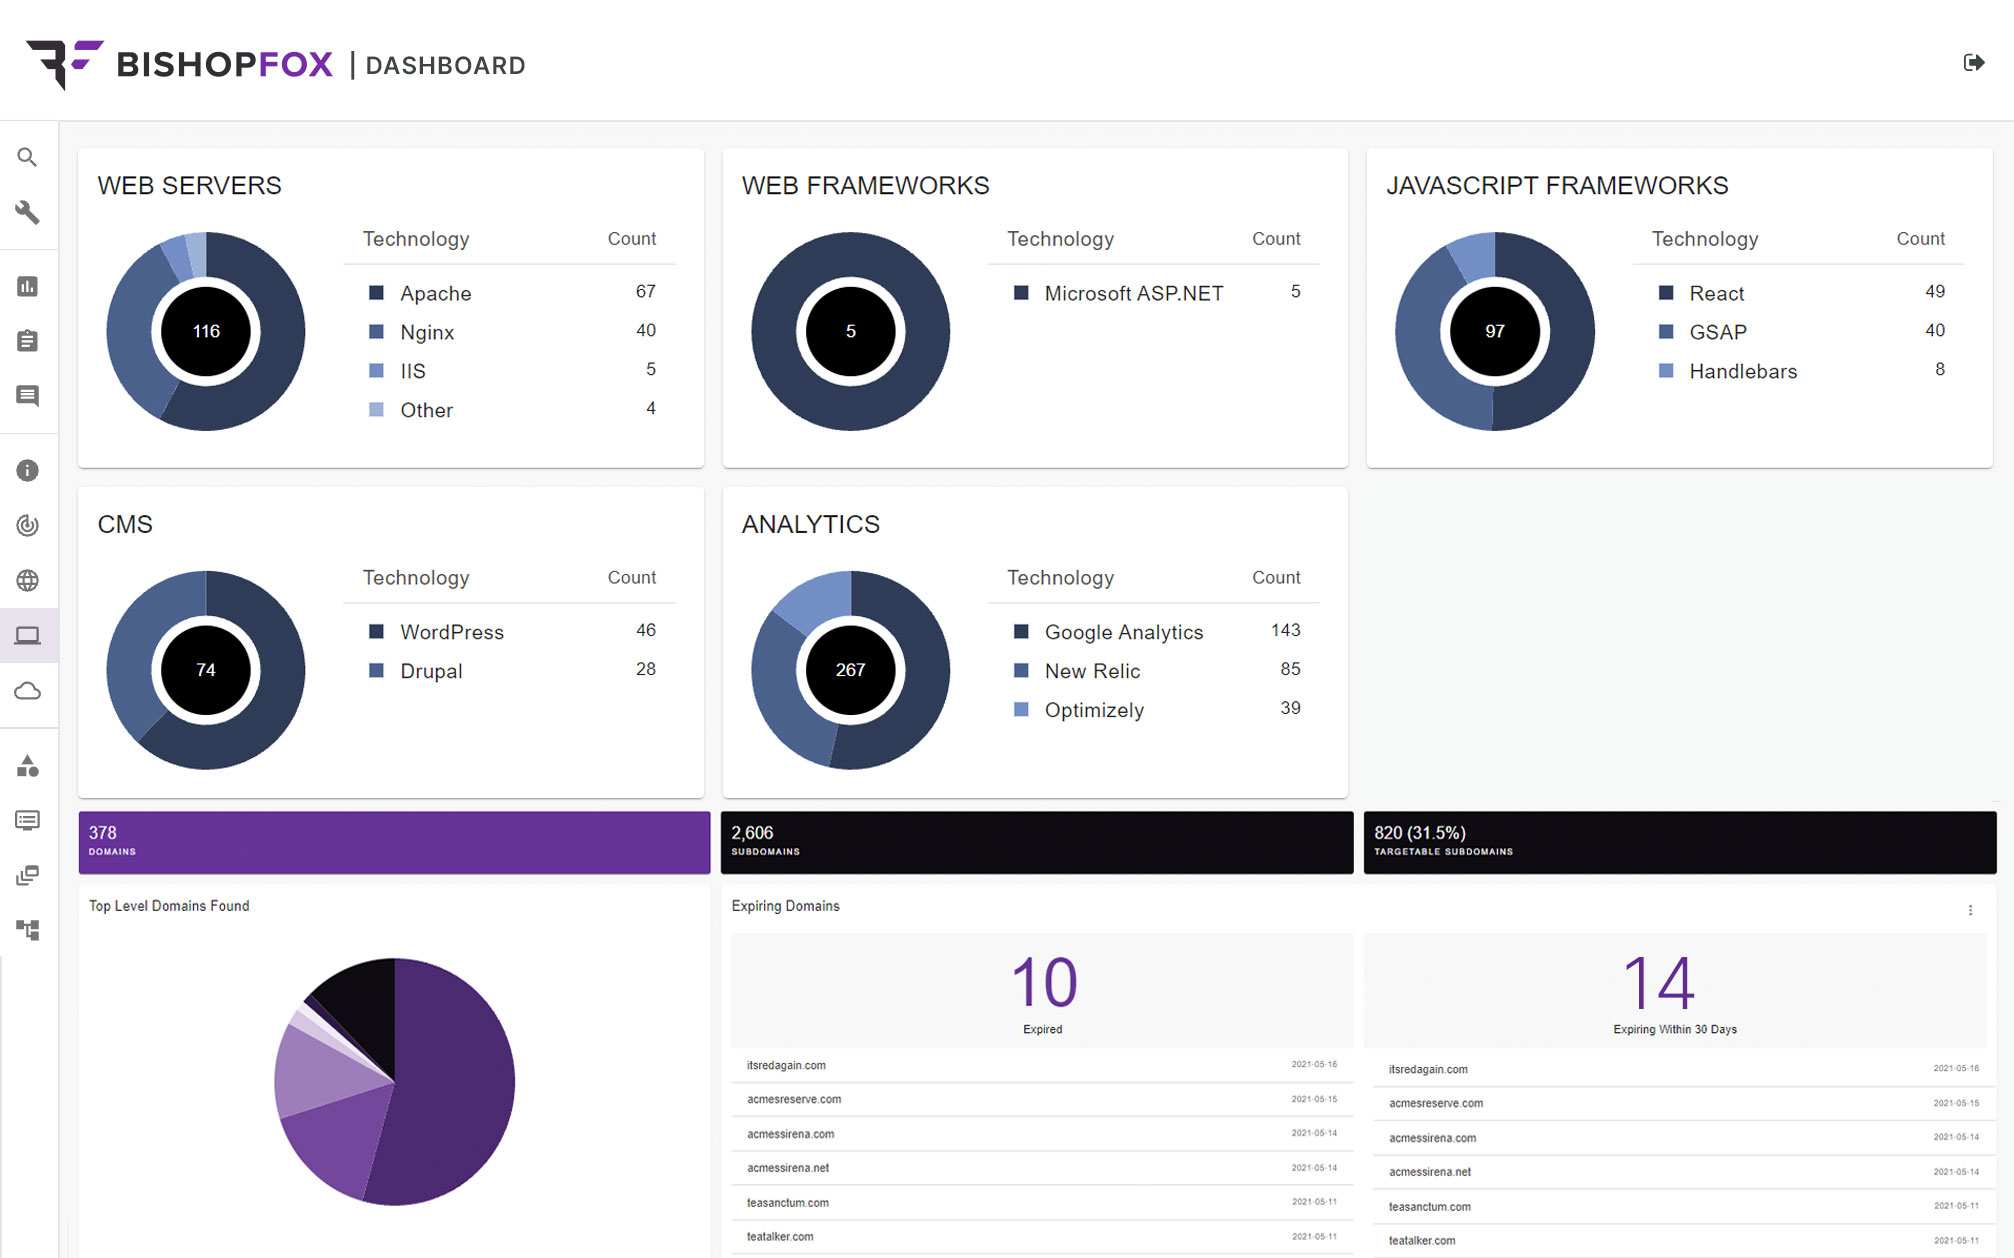 BISHOPFOX | DASHBOARD
WEB SERVERS
Technology Count
116
Apache 67
Nginx 40
IIS 5
Other 4
WEB FRAMEWORKS
Technology Count
5
Microsoft ASP.NET 5
JAVASCRIPT FRAMEWORKS
Technology Count
97
React 49
GSAP 40
Handlebars 8
CMS
Technology Count
74
WordPress 46
Drupal 28
ANALYTICS
Technology Count
267
Google Analytics 143
New Relic 85
Optimizely 39
378
DOMAINS
2,606
SUBDOMAINS
820 (31.5%)
TARGETABLE SUBDOMAINS
Top Level Domains Found
Expiring Domains
10
Expired
itsredagain.com 2021-05-16
acmesreserve.com 2021-05-15
acmessirena.com 2021-05-14
acmessirena.net 2021-05-14
teasanctum.com 2021-05-11
teatalker.com 2021-05-11
14
Expiring Within 30 Days
itsredagain.com 2021-05-16
acmesreserve.com 2021-05-15
acmessirena.com 2021-05-14
acmessirena.net 2021-05-14
teasanctum.com 2021-05-11
teatalker.com 2021-05-11